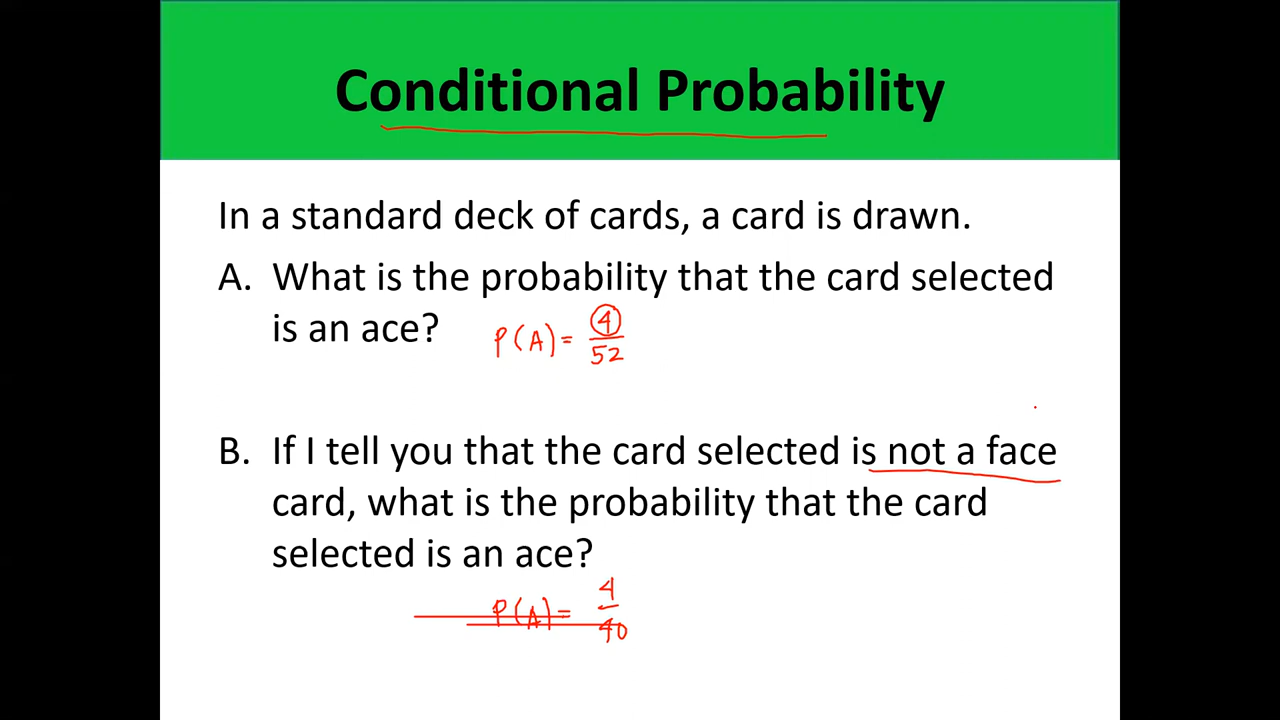 Conditional Probability
In a standard deck of cards, a card is drawn.
A. What is the probability that the card selected
is an ace?
P(A) = 4/52
B. If I tell you that the card selected is not a face
card, what is the probability that the card
selected is an ace?
P(A) = 4/40